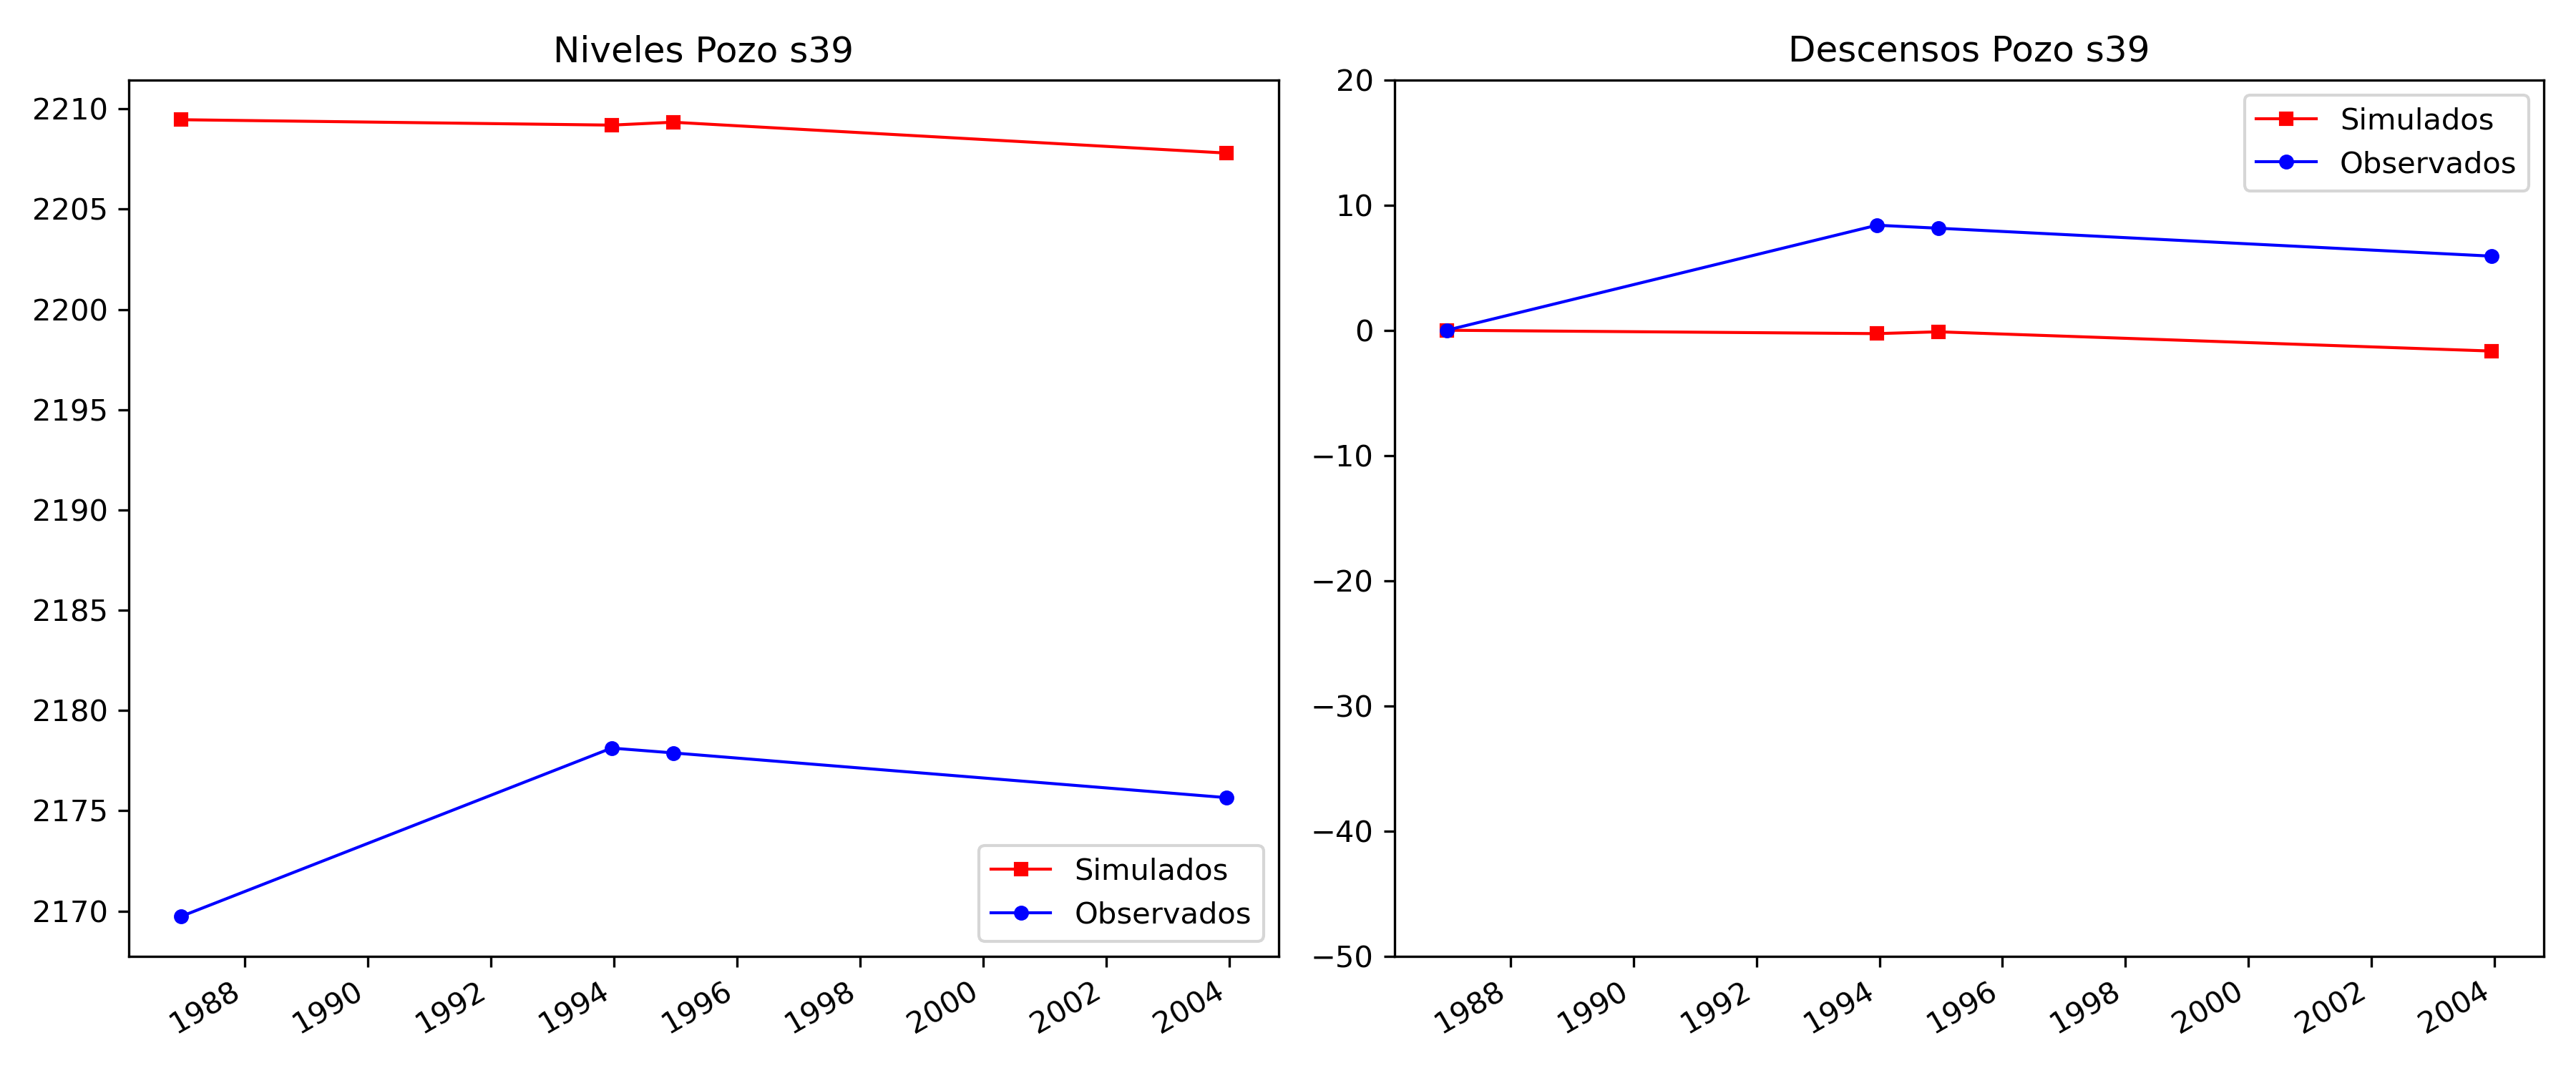 Niveles Pozo s39
2210
2205
2200
2195
2190
2185
2180
2175
2170
1988 1990 1992 1994 1996 1998 2000 2002 2004
Simulados
Observados
Descensos Pozo s39
20
10
0
−10
−20
−30
−40
−50
1988 1990 1992 1994 1996 1998 2000 2002 2004
Simulados
Observados